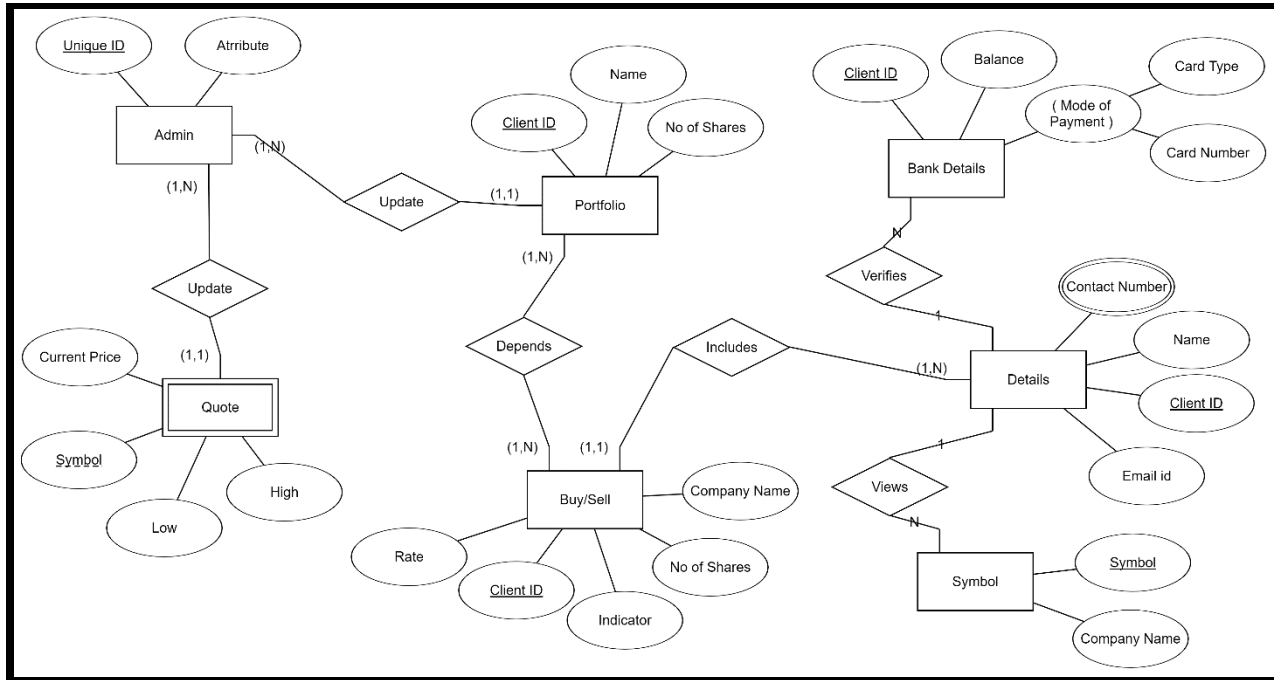 Unique ID
Atrribute
Admin
(1,N)
(1,N)
Update
(1,1)
Name
Client ID
No of Shares
Portfolio
Update
(1,1)
Current Price
Quote
Symbol
Low
High
(1,N)
Depends
(1,N)
Includes
(1,1)
(1,N)
Buy/Sell
Company Name
Rate
Client ID
Indicator
No of Shares
Client ID
Balance
( Mode of
Payment )
Card Type
Card Number
Bank Details
N
Verifies
1
Contact Number
Name
Details
Client ID
Email id
1
Views
N
Symbol
Symbol
Company Name